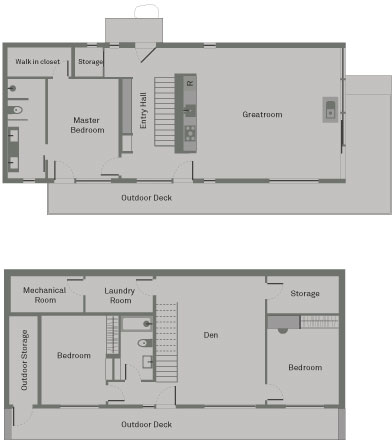 Walk in closet
Storage
Master
Bedroom
Entry Hall
R
Greatroom
Outdoor Deck
Mechanical
Room
Laundry
Room
Storage
Outdoor Storage
Bedroom
Den
Bedroom
Outdoor Deck